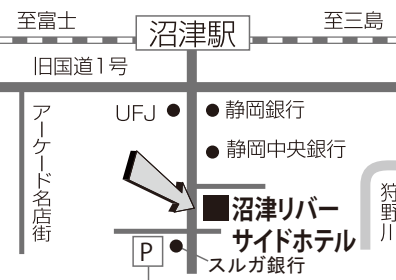 至富士
沼津駅
至三島
旧国道1号
UFJ
静岡銀行
静岡中央銀行
アーケード名店街
狩野川
沼津リバー
サイドホテル
P
スルガ銀行